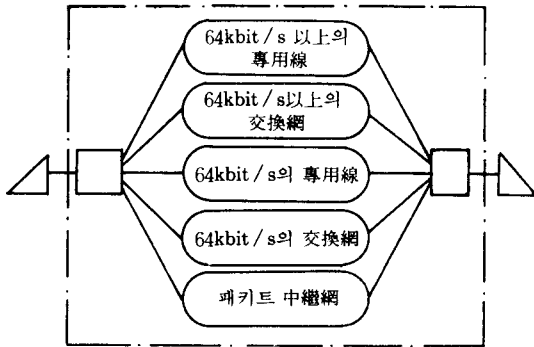 64kbit / s 以上의
專用線
64kbit / s以上의
交換網
64kbit / s의 專用線
64kbit / s의 交換網
패키트 中繼網